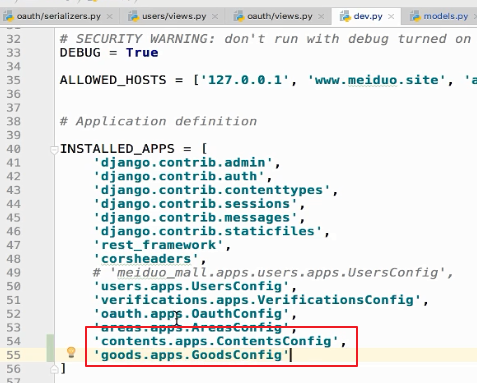 oauth/serializers.py users/views.py oauth/views.py dev.py models.py
32 # SECURITY WARNING: don't run with debug turned on
33 DEBUG = True
34
35 ALLOWED_HOSTS = ['127.0.0.1', 'www.meiduo.site',
36
37
38 # Application definition
39
40 INSTALLED_APPS = [
41 'django.contrib.admin',
42 'django.contrib.auth',
43 'django.contrib.contenttypes',
44 'django.contrib.sessions',
45 'django.contrib.messages',
46 'django.contrib.staticfiles',
47 'rest_framework',
48 'corsheaders',
49 # 'meiduo_mall.apps.users.apps.UsersConfig',
50 'users.apps.UsersConfig',
51 'verifications.apps.VerificationsConfig',
52 'oauth.apps.OauthConfig',
53 'areas.apps.AreasConfig',
54 'contents.apps.ContentsConfig',
55 'goods.apps.GoodsConfig'
56 ]